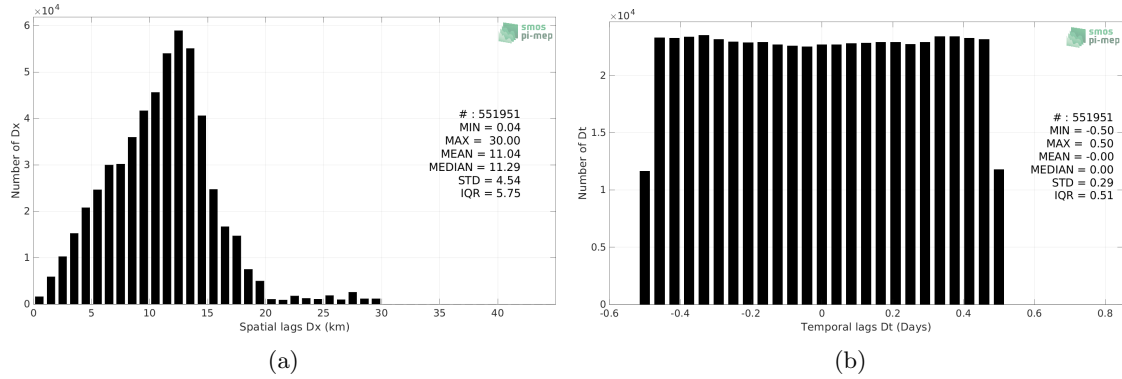 ×10⁴
6
5
4
3
2
1
0
Number of Dx
smos
pi-mep
# : 551951
MIN = 0.04
MAX = 30.00
MEAN = 11.04
MEDIAN = 11.29
STD = 4.54
IQR = 5.75
0 5 10 15 20 25 30 35 40
Spatial lags Dx (km)
(a)
×10⁴
2
1.5
1
0.5
0
Number of Dt
smos
pi-mep
# : 551951
MIN = -0.50
MAX = 0.50
MEAN = -0.00
MEDIAN = 0.00
STD = 0.29
IQR = 0.51
-0.6 -0.4 -0.2 0 0.2 0.4 0.6 0.8
Temporal lags Dt (Days)
(b)